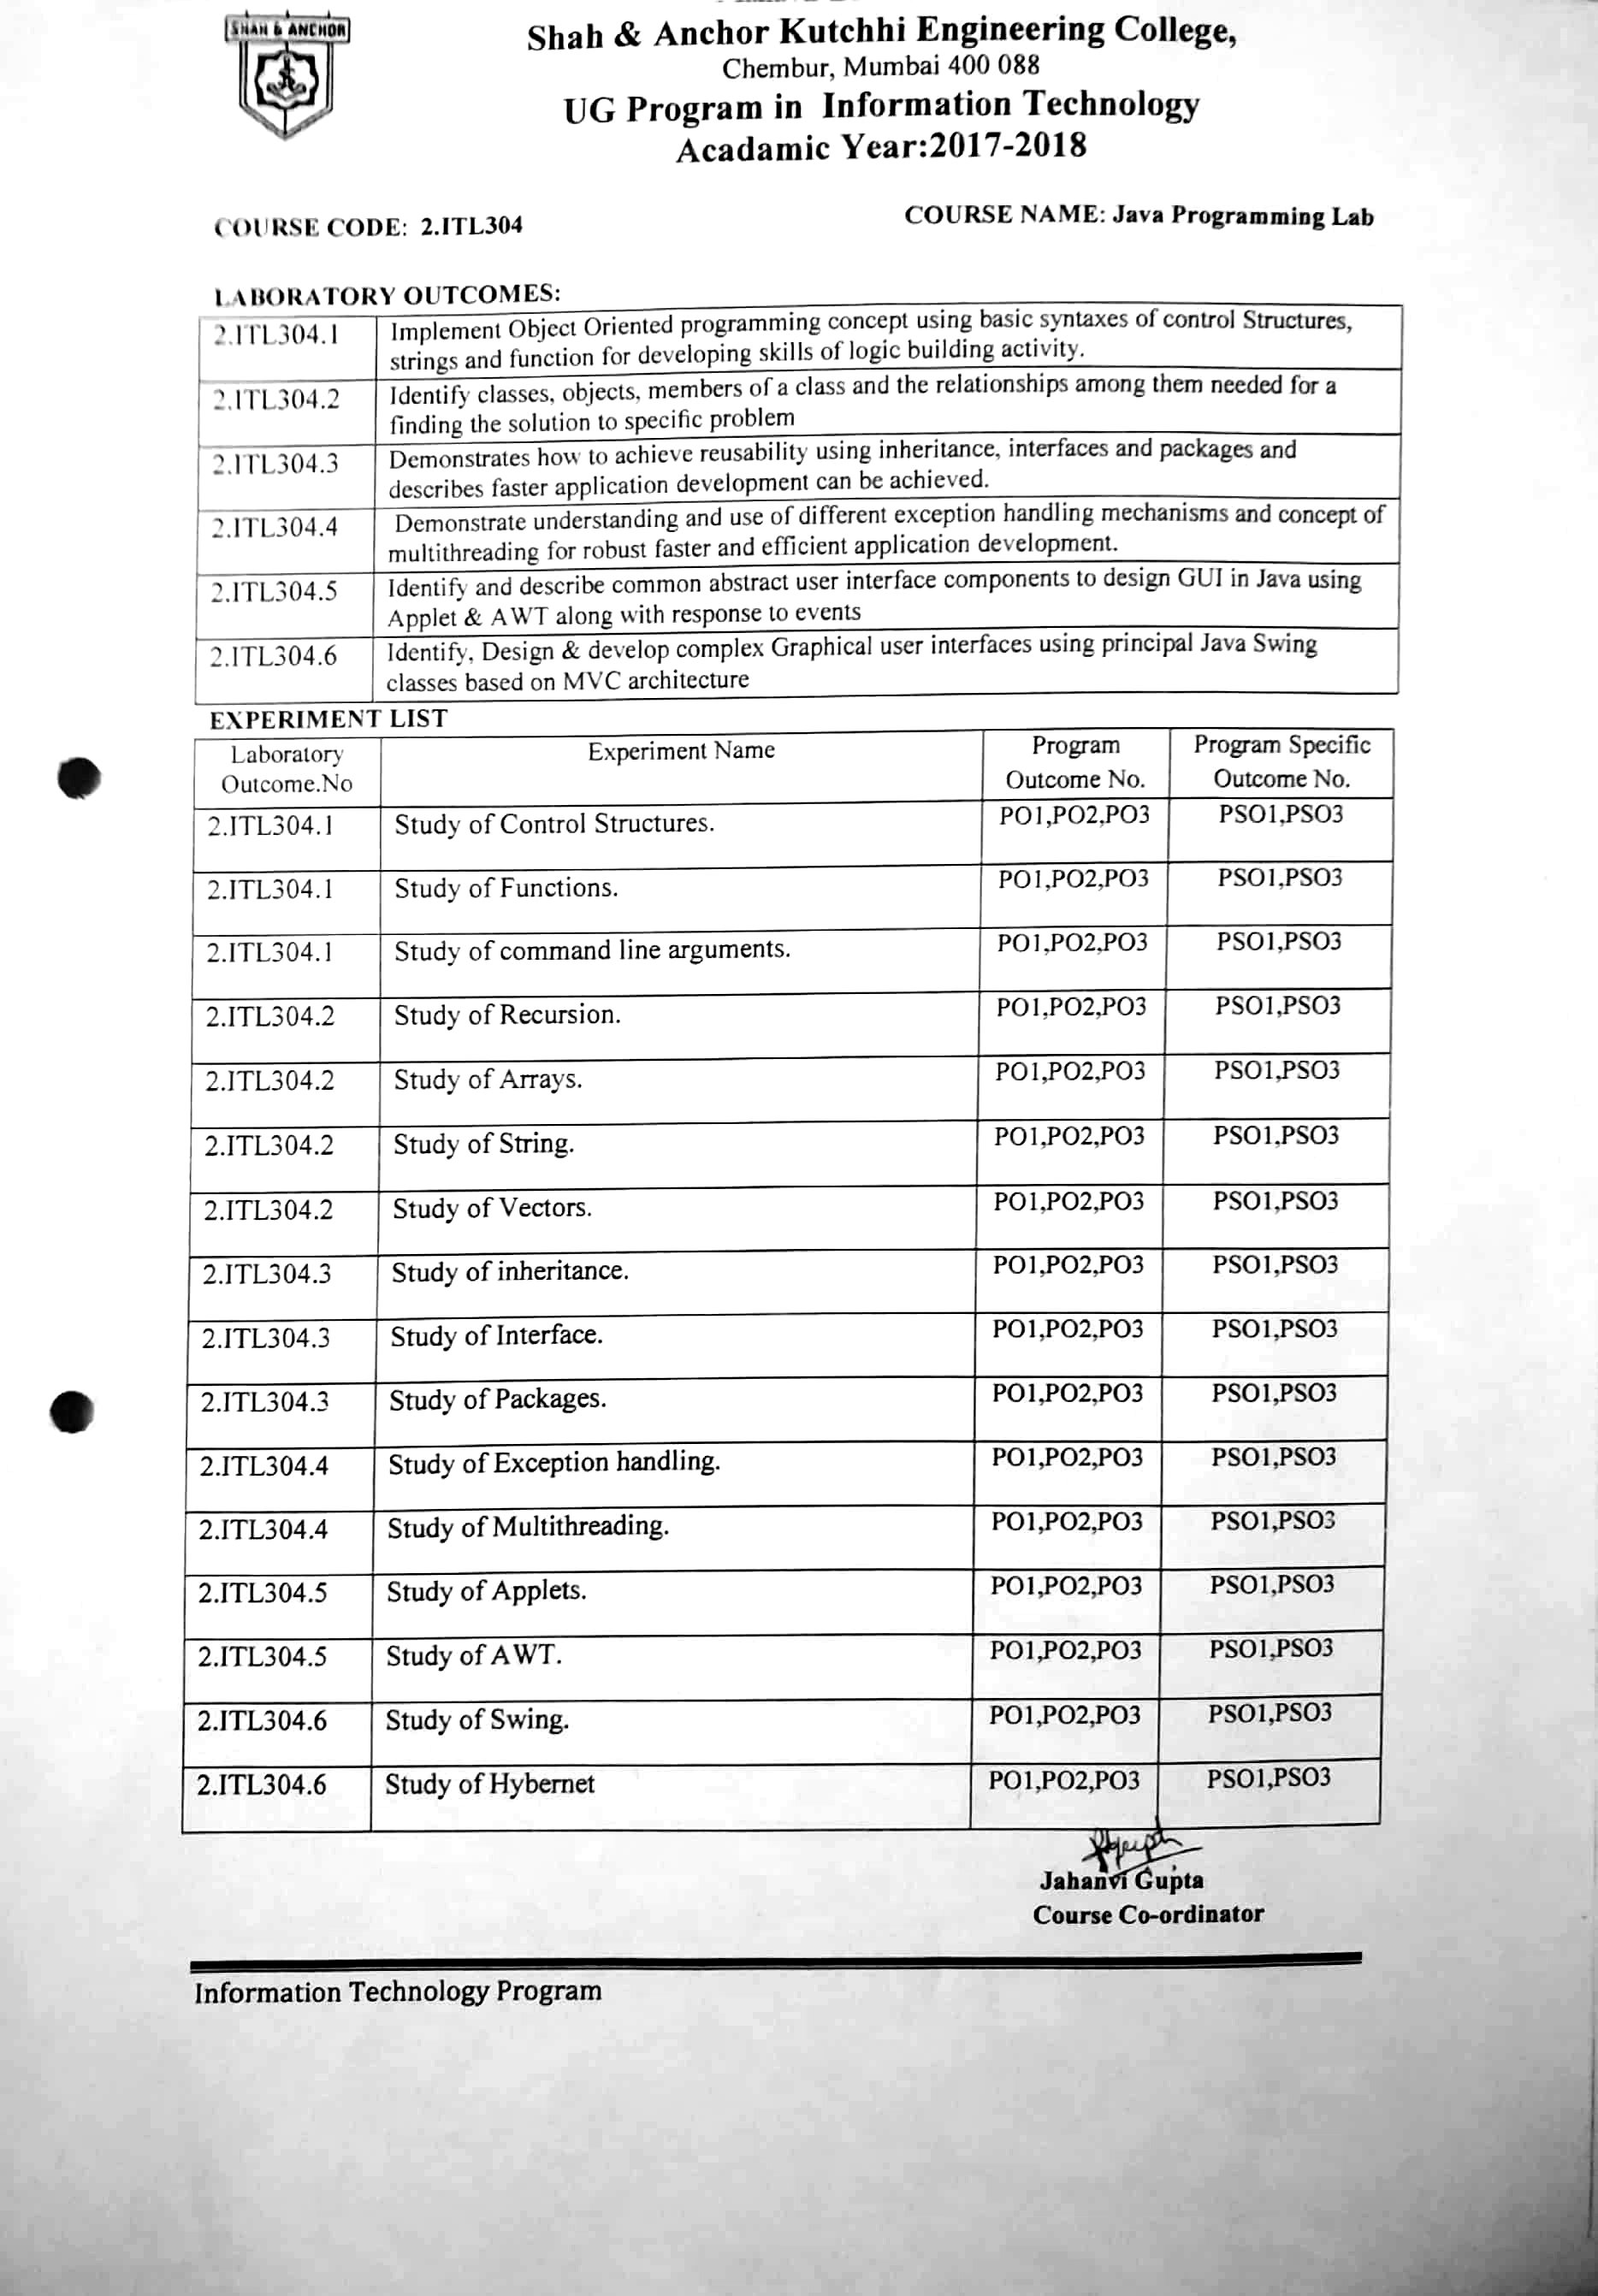 SHAH & ANCHOR
Shah & Anchor Kutchhi Engineering College,
Chembur, Mumbai 400 088
UG Program in Information Technology
Acadamic Year:2017-2018
COURSE CODE: 2.ITL304
COURSE NAME: Java Programming Lab
LABORATORY OUTCOMES:
2.ITL304.1 Implement Object Oriented programming concept using basic syntaxes of control Structures,
strings and function for developing skills of logic building activity.
2.ITL304.2 Identify classes, objects, members of a class and the relationships among them needed for a
finding the solution to specific problem
2.ITL304.3 Demonstrates how to achieve reusability using inheritance, interfaces and packages and
describes faster application development can be achieved.
2.ITL304.4 Demonstrate understanding and use of different exception handling mechanisms and concept of
multithreading for robust faster and efficient application development.
2.ITL304.5 Identify and describe common abstract user interface components to design GUI in Java using
Applet & AWT along with response to events
2.ITL304.6 Identify, Design & develop complex Graphical user interfaces using principal Java Swing
classes based on MVC architecture
EXPERIMENT LIST
Laboratory Experiment Name Program Program Specific
Outcome.No Outcome No. Outcome No.
2.ITL304.1 Study of Control Structures. PO1,PO2,PO3 PSO1,PSO3
2.ITL304.1 Study of Functions. PO1,PO2,PO3 PSO1,PSO3
2.ITL304.1 Study of command line arguments. PO1,PO2,PO3 PSO1,PSO3
2.ITL304.2 Study of Recursion. PO1,PO2,PO3 PSO1,PSO3
2.ITL304.2 Study of Arrays. PO1,PO2,PO3 PSO1,PSO3
2.ITL304.2 Study of String. PO1,PO2,PO3 PSO1,PSO3
2.ITL304.2 Study of Vectors. PO1,PO2,PO3 PSO1,PSO3
2.ITL304.3 Study of inheritance. PO1,PO2,PO3 PSO1,PSO3
2.ITL304.3 Study of Interface. PO1,PO2,PO3 PSO1,PSO3
2.ITL304.3 Study of Packages. PO1,PO2,PO3 PSO1,PSO3
2.ITL304.4 Study of Exception handling. PO1,PO2,PO3 PSO1,PSO3
2.ITL304.4 Study of Multithreading. PO1,PO2,PO3 PSO1,PSO3
2.ITL304.5 Study of Applets. PO1,PO2,PO3 PSO1,PSO3
2.ITL304.5 Study of AWT. PO1,PO2,PO3 PSO1,PSO3
2.ITL304.6 Study of Swing. PO1,PO2,PO3 PSO1,PSO3
2.ITL304.6 Study of Hybernet PO1,PO2,PO3 PSO1,PSO3
Jahanvi Gupta
Course Co-ordinator
Information Technology Program